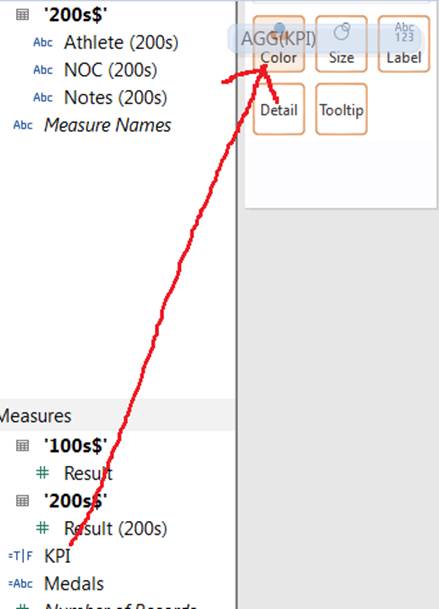 '200s$'
Abc Athlete (200s)
Abc NOC (200s)
Abc Notes (200s)
Abc Measure Names
AGG(KPI)
Abc
123
Color Size Label
Detail Tooltip
Measures
'100s$'
# Result
'200s$'
# Result (200s)
=T|F KPI
=Abc Medals
# Number of Records